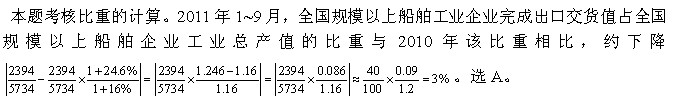 本题考核比重的计算。2011年1~9月，全国规模以上船舶工业企业完成出口交货值占全国
规模以上船舶企业工业总产值的比重与2010年该比重相比，约下降
|2394/5734 − 2394/5734 × (1+24.6%)/(1+16%)| = |2394/5734 × (1.246−1.16)/1.16| = |2394/5734 × 0.086/1.16| ≈ 40/100 × 0.09/1.2 = 3%。选A。